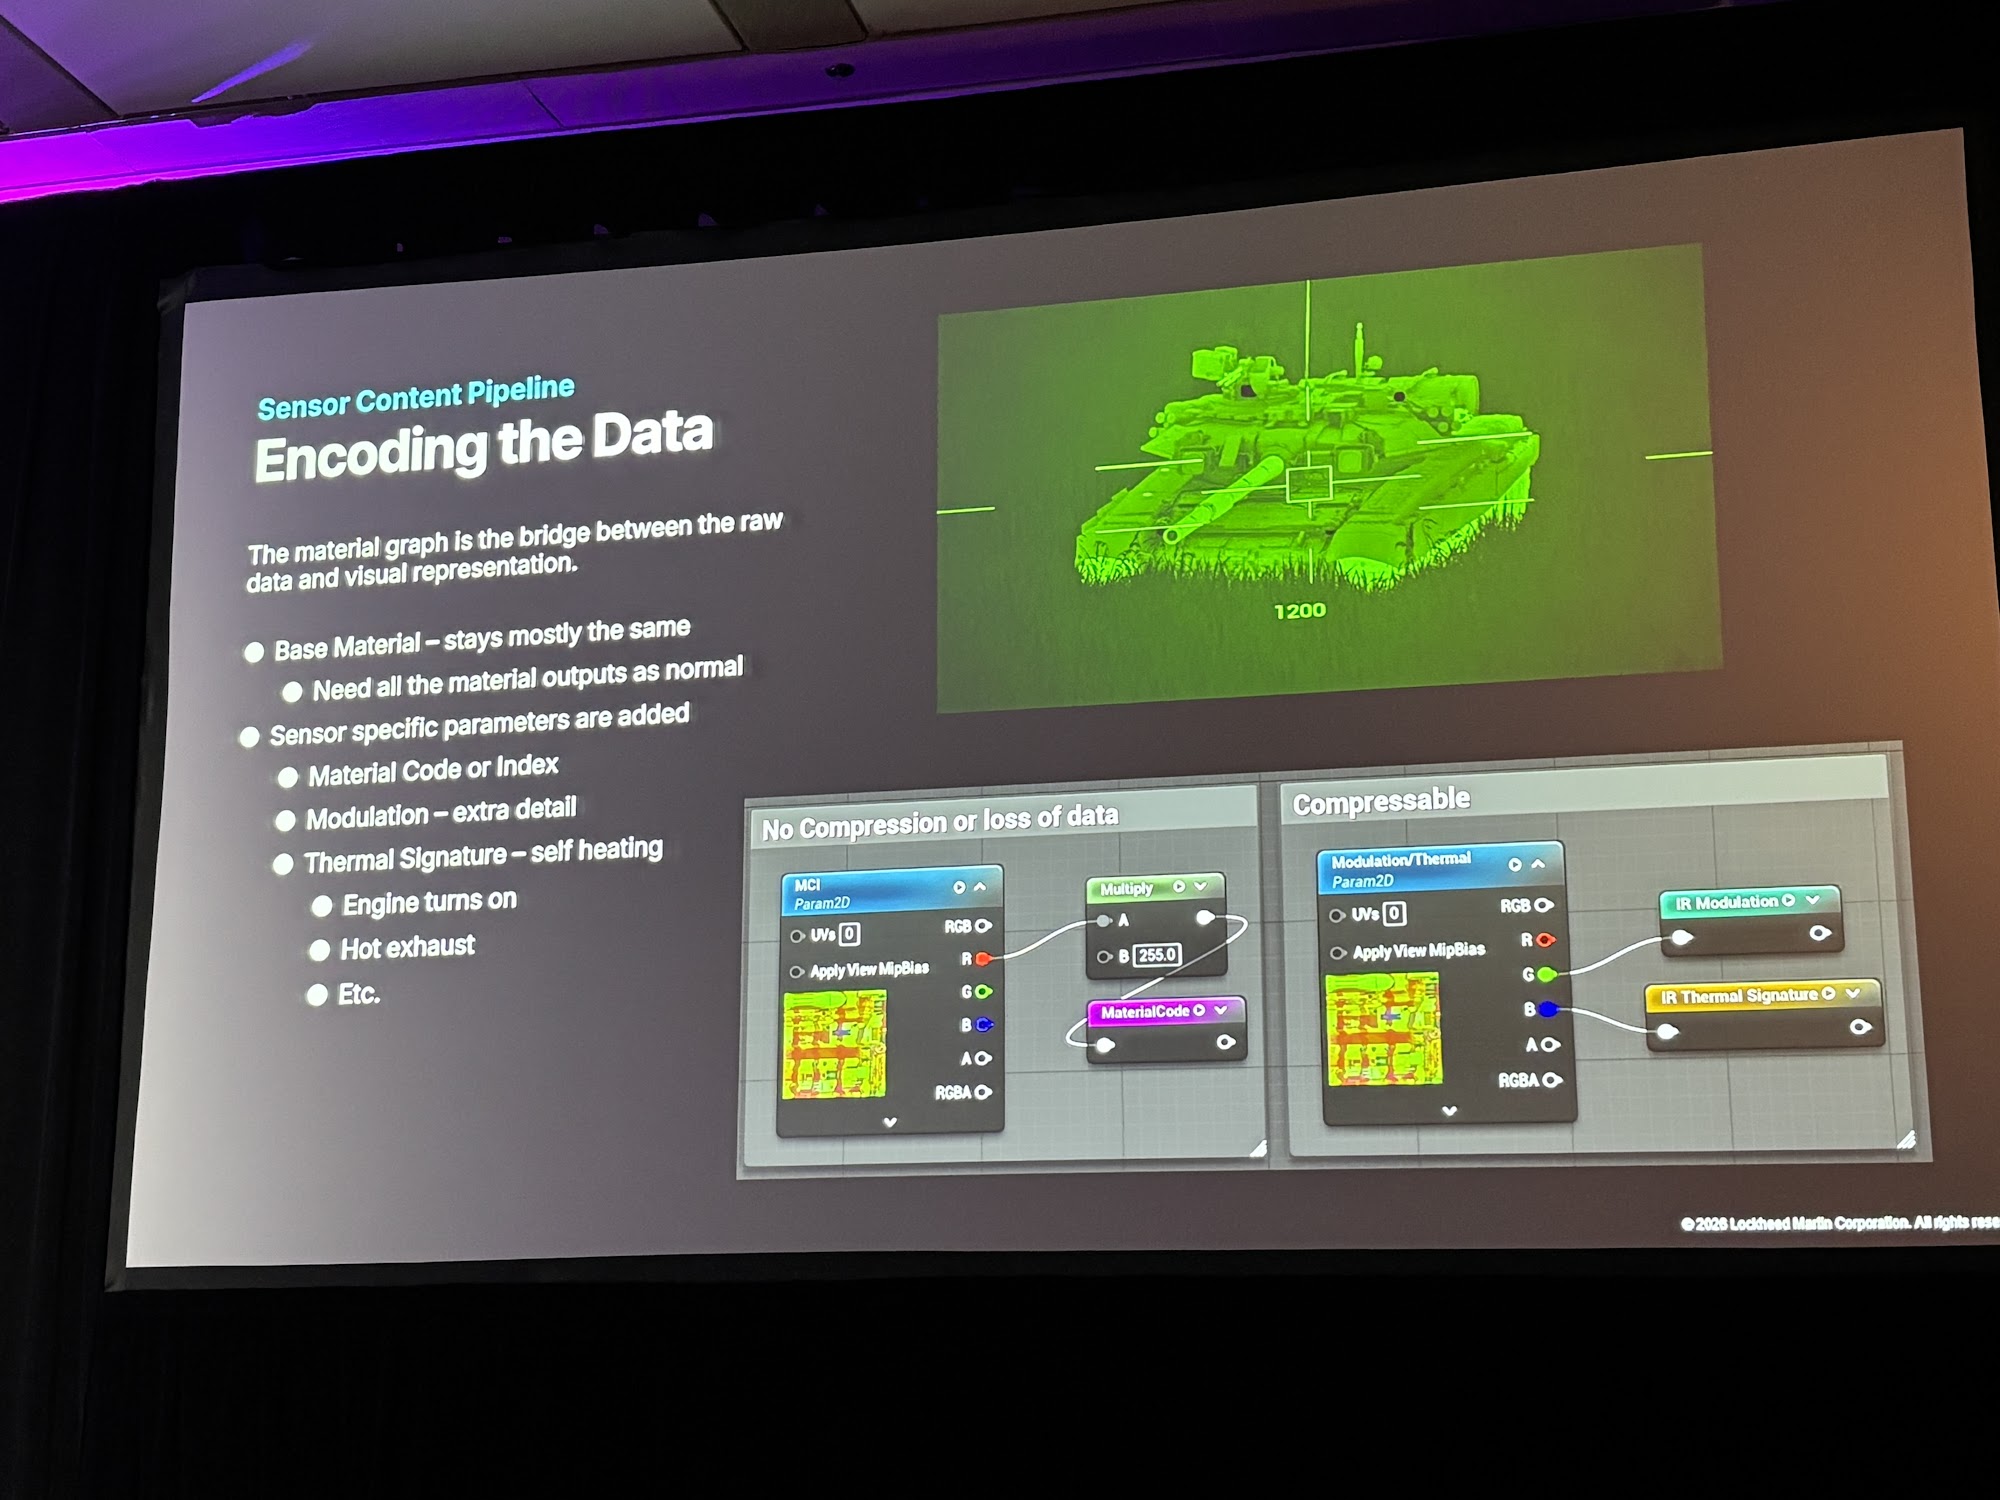 Sensor Content Pipeline
Encoding the Data
The material graph is the bridge between the raw
data and visual representation.
Base Material – stays mostly the same
Need all the material outputs as normal
Sensor specific parameters are added
Material Code or Index
Modulation – extra detail
Thermal Signature – self heating
Engine turns on
Hot exhaust
Etc.
1200
No Compression or loss of data
MCI
Param2D
UVs 0
Apply View MipBias
RGB
R
G
B
A
RGBA
Multiply
A
B 255.0
MaterialCode
Compressable
Modulation/Thermal
Param2D
UVs 0
Apply View MipBias
RGB
R
G
B
A
RGBA
IR Modulation
IR Thermal Signature
© 2026 Lockheed Martin Corporation. All rights rese